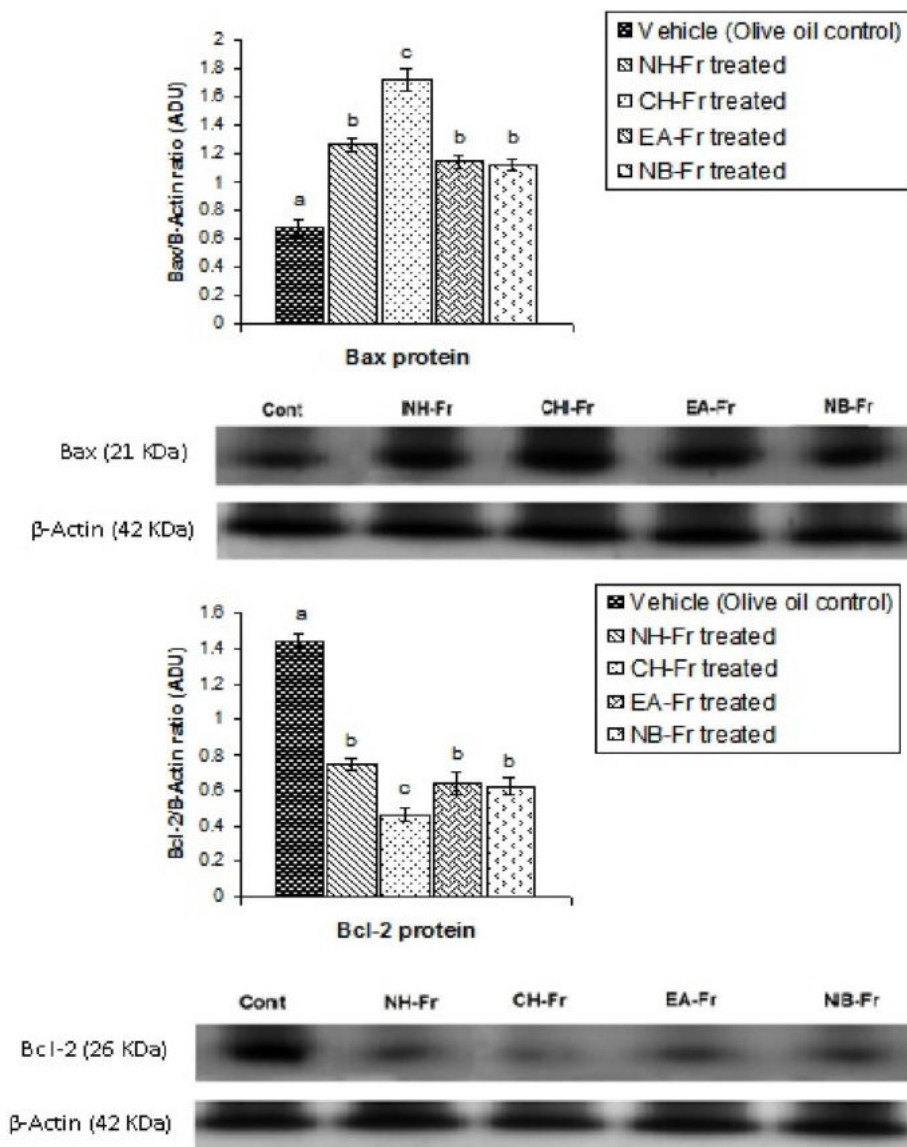 2
1.8
1.6
1.4
1.2
1
0.8
0.6
0.4
0.2
0
Bax/B-Actin ratio (ADU)
a
b
c
b
b
Bax protein
Vehicle (Olive oil control)
NH-Fr treated
CH-Fr treated
EA-Fr treated
NB-Fr treated
Cont NH-Fr CHI-Fr EA-Fr NB-Fr
Bax (21 KDa)
β-Actin (42 KDa)
1.6
1.4
1.2
1
0.8
0.6
0.4
0.2
0
Bcl-2/B-Actin ratio (ADU)
a
b
c
b
b
Bcl-2 protein
Vehicle (Olive oil control)
NH-Fr treated
CH-Fr treated
EA-Fr treated
NB-Fr treated
Cont NH-Fr CH-Fr EA-Fr NB-Fr
Bcl-2 (26 KDa)
β-Actin (42 KDa)